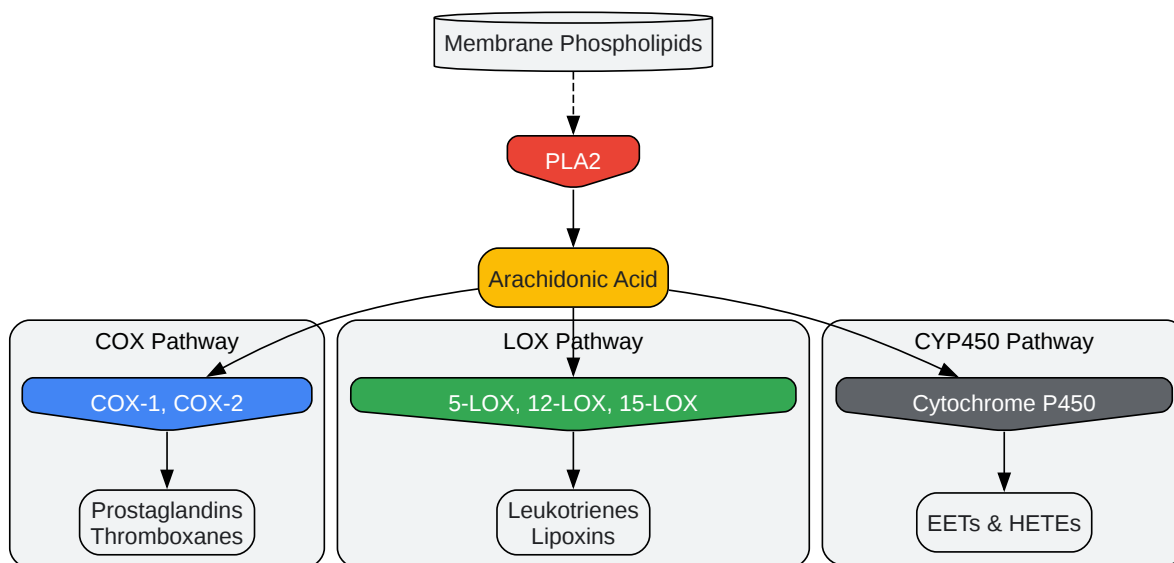 Membrane Phospholipids
PLA2
Arachidonic Acid
COX Pathway
COX-1, COX-2
Prostaglandins
Thromboxanes
LOX Pathway
5-LOX, 12-LOX, 15-LOX
Leukotrienes
Lipoxins
CYP450 Pathway
Cytochrome P450
EETs & HETEs